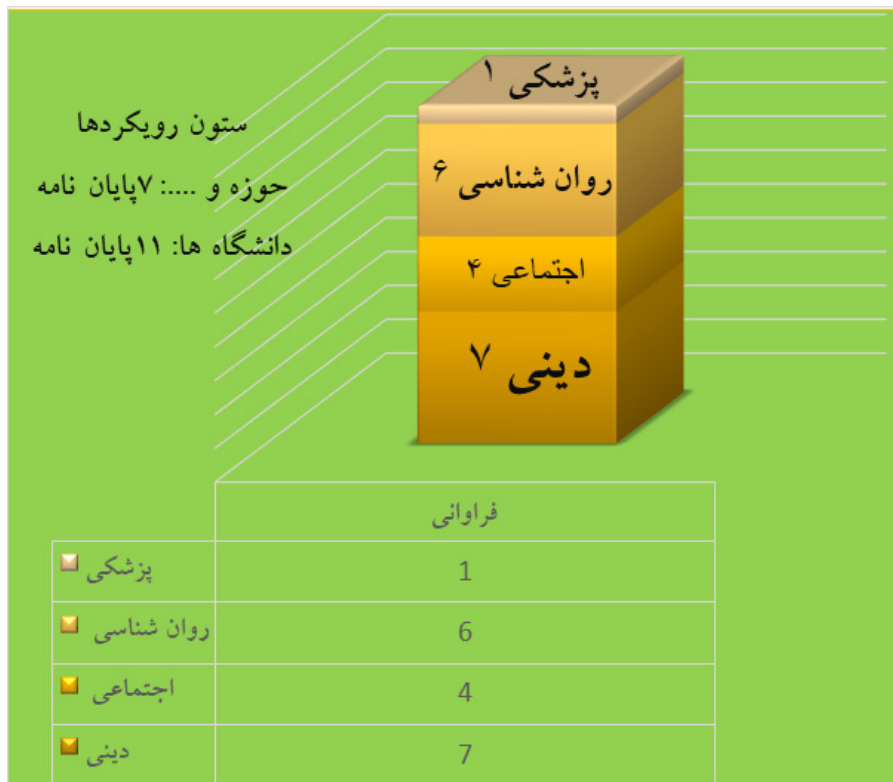 ستون رویکردها
حوزه و ....: ۷پایان نامه
دانشگاه ها: ۱۱پایان نامه
پزشکی ۱
روان شناسی ۶
اجتماعی ۴
دینی ۷
فراوانی
پزشکی 1
روان شناسی 6
اجتماعی 4
دینی 7